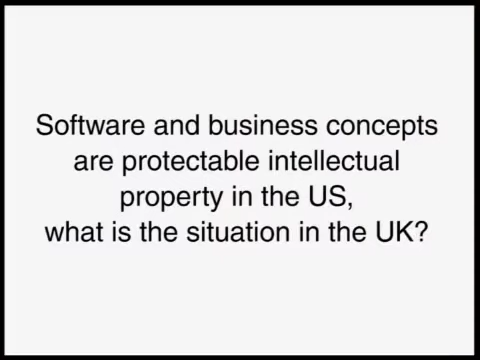 Software and business concepts
are protectable intellectual
property in the US,
what is the situation in the UK?